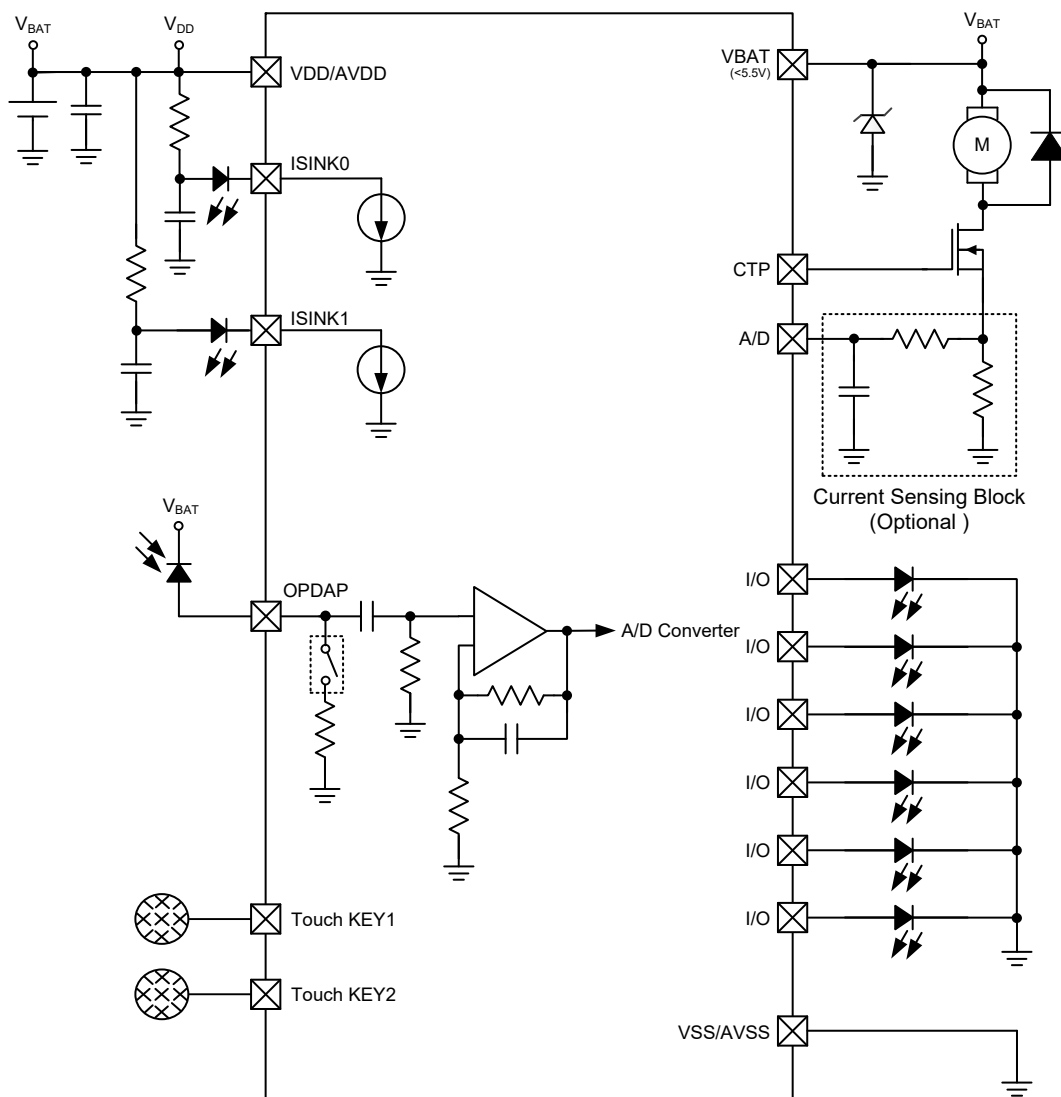 VBAT
VDD
VBAT
VDD/AVDD
VBAT
(<5.5V)
M
ISINK0
CTP
ISINK1
A/D
Current Sensing Block
(Optional )
VBAT
OPDAP
A/D Converter
I/O
I/O
I/O
I/O
I/O
I/O
Touch KEY1
Touch KEY2
VSS/AVSS